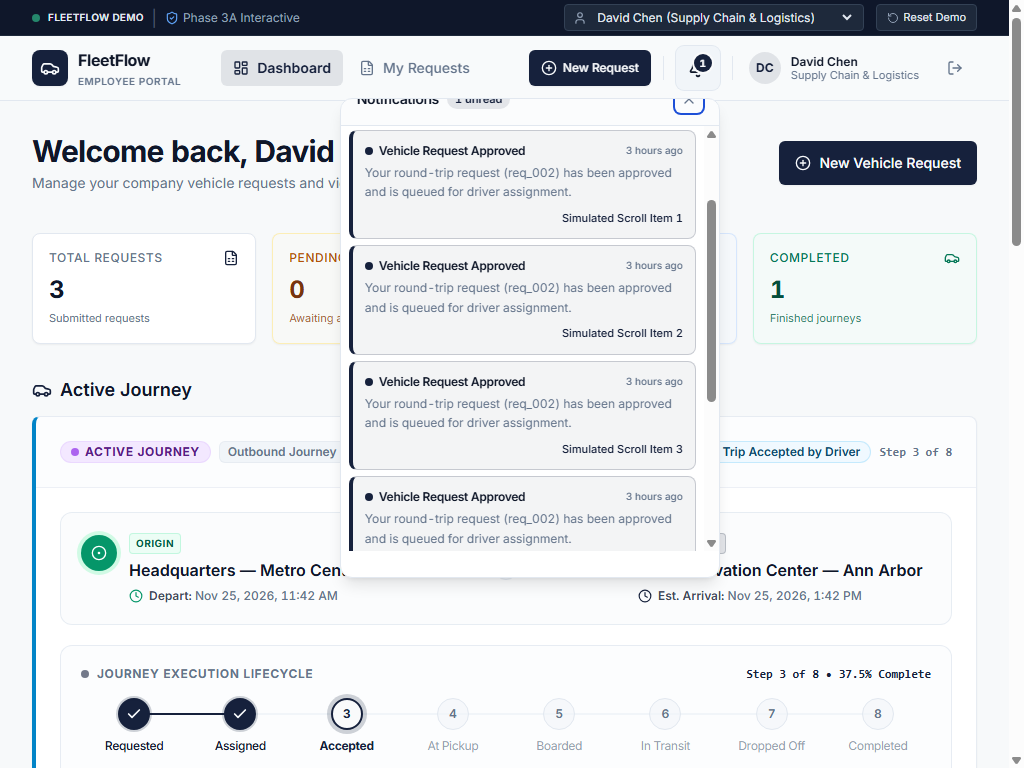 FLEETFLOW DEMO
Phase 3A Interactive
David Chen (Supply Chain & Logistics)
Reset Demo
FleetFlow
EMPLOYEE PORTAL
Dashboard
My Requests
New Request
1
DC
David Chen
Supply Chain & Logistics
Notifications
1 unread
Welcome back, David
Manage your company vehicle requests and vi
New Vehicle Request
Vehicle Request Approved
3 hours ago
Your round-trip request (req_002) has been approved
and is queued for driver assignment.
Simulated Scroll Item 1
Vehicle Request Approved
3 hours ago
Your round-trip request (req_002) has been approved
and is queued for driver assignment.
Simulated Scroll Item 2
Vehicle Request Approved
3 hours ago
Your round-trip request (req_002) has been approved
and is queued for driver assignment.
Simulated Scroll Item 3
Vehicle Request Approved
3 hours ago
Your round-trip request (req_002) has been approved
and is queued for driver assignment.
TOTAL REQUESTS
3
Submitted requests
PENDIN
0
Awaiting a
COMPLETED
1
Finished journeys
Active Journey
ACTIVE JOURNEY
Outbound Journey
Trip Accepted by Driver
Step 3 of 8
ORIGIN
Headquarters — Metro Cen
Depart: Nov 25, 2026, 11:42 AM
vation Center — Ann Arbor
Est. Arrival: Nov 25, 2026, 1:42 PM
JOURNEY EXECUTION LIFECYCLE
Step 3 of 8 • 37.5% Complete
3
4
5
6
7
8
Requested
Assigned
Accepted
At Pickup
Boarded
In Transit
Dropped Off
Completed